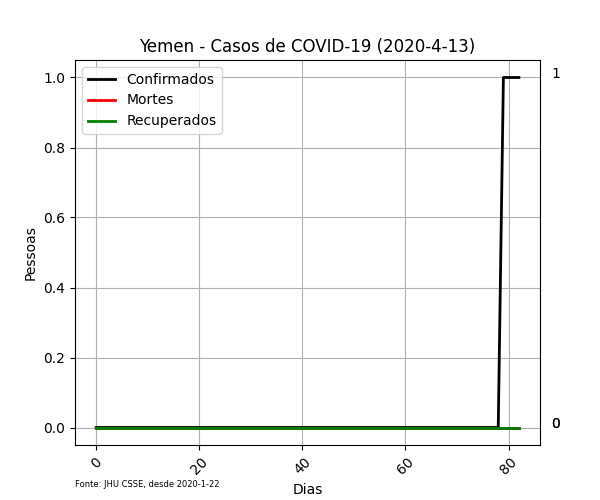 Yemen - Casos de COVID-19 (2020-4-13)
Confirmados
Mortes
Recuperados
1.0
0.8
0.6
0.4
0.2
0.0
Pessoas
1
0
0
20
40
60
80
Dias
Fonte: JHU CSSE, desde 2020-1-22